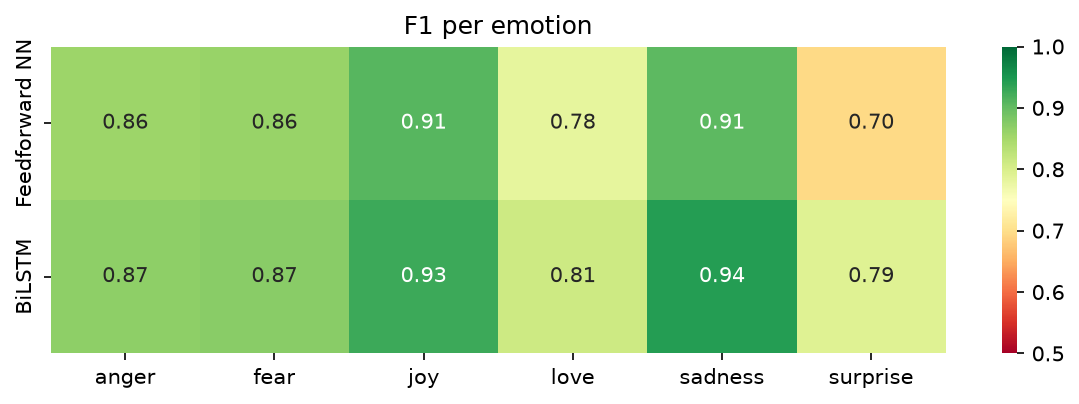 F1 per emotion
Feedforward NN
0.86 0.86 0.91 0.78 0.91 0.70
BiLSTM
0.87 0.87 0.93 0.81 0.94 0.79
anger fear joy love sadness surprise
1.0
0.9
0.8
0.7
0.6
0.5